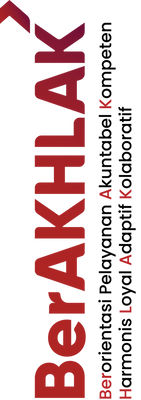 BerAKHLAK
Berorientasi Pelayanan Akuntabel Kompeten
Harmonis Loyal Adaptif Kolaboratif